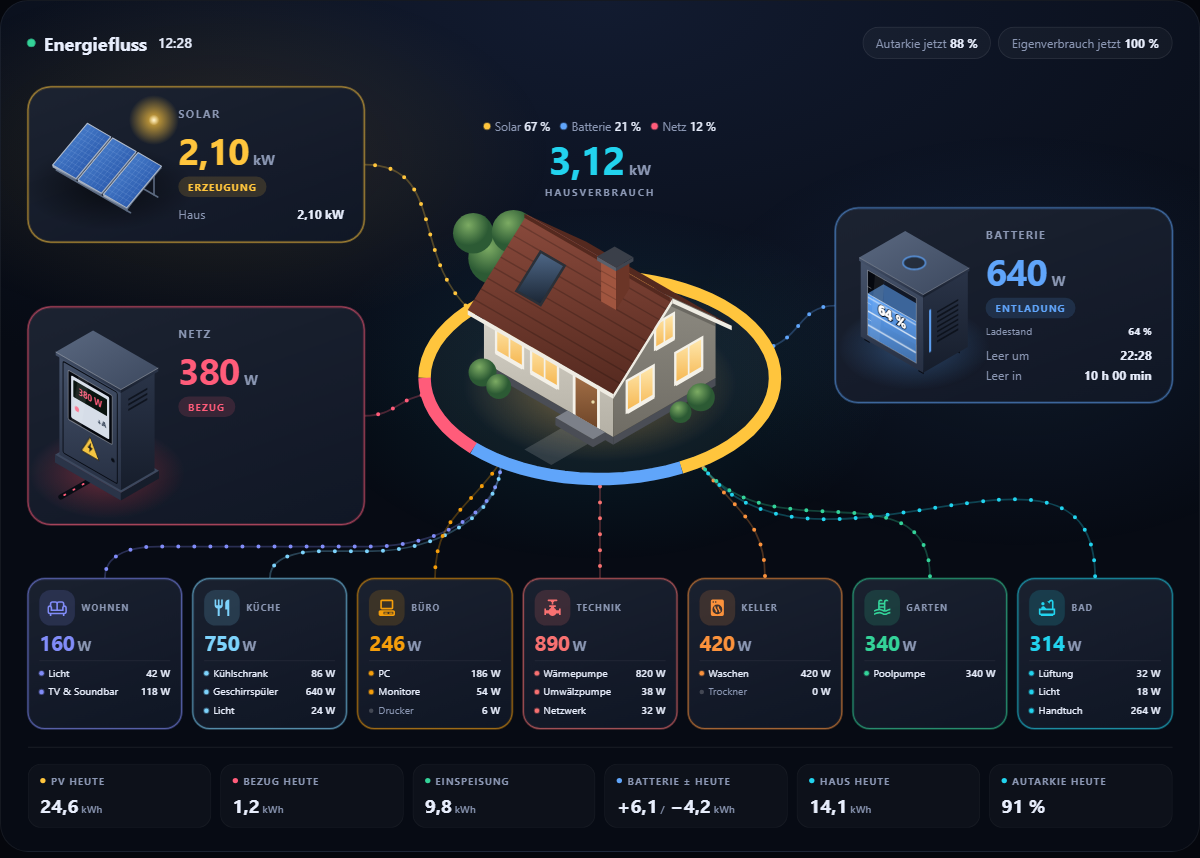 Energiefluss 12:28
Autarkie jetzt 88 %
Eigenverbrauch jetzt 100 %
SOLAR
2,10 kW
ERZEUGUNG
Haus 2,10 kW
Solar 67 % Batterie 21 % Netz 12 %
3,12 kW
HAUSVERBRAUCH
BATTERIE
640 W
ENTLADUNG
Ladestand 64 %
Leer um 22:28
Leer in 10 h 00 min
64 %
NETZ
380 W
BEZUG
380 W
+A
WOHNEN
160 W
Licht 42 W
TV & Soundbar 118 W
KÜCHE
750 W
Kühlschrank 86 W
Geschirrspüler 640 W
Licht 24 W
BÜRO
246 W
PC 186 W
Monitore 54 W
Drucker 6 W
TECHNIK
890 W
Wärmepumpe 820 W
Umwälzpumpe 38 W
Netzwerk 32 W
KELLER
420 W
Waschen 420 W
Trockner 0 W
GARTEN
340 W
Poolpumpe 340 W
BAD
314 W
Lüftung 32 W
Licht 18 W
Handtuch 264 W
PV HEUTE
24,6 kWh
BEZUG HEUTE
1,2 kWh
EINSPEISUNG
9,8 kWh
BATTERIE ± HEUTE
+6,1 / −4,2 kWh
HAUS HEUTE
14,1 kWh
AUTARKIE HEUTE
91 %